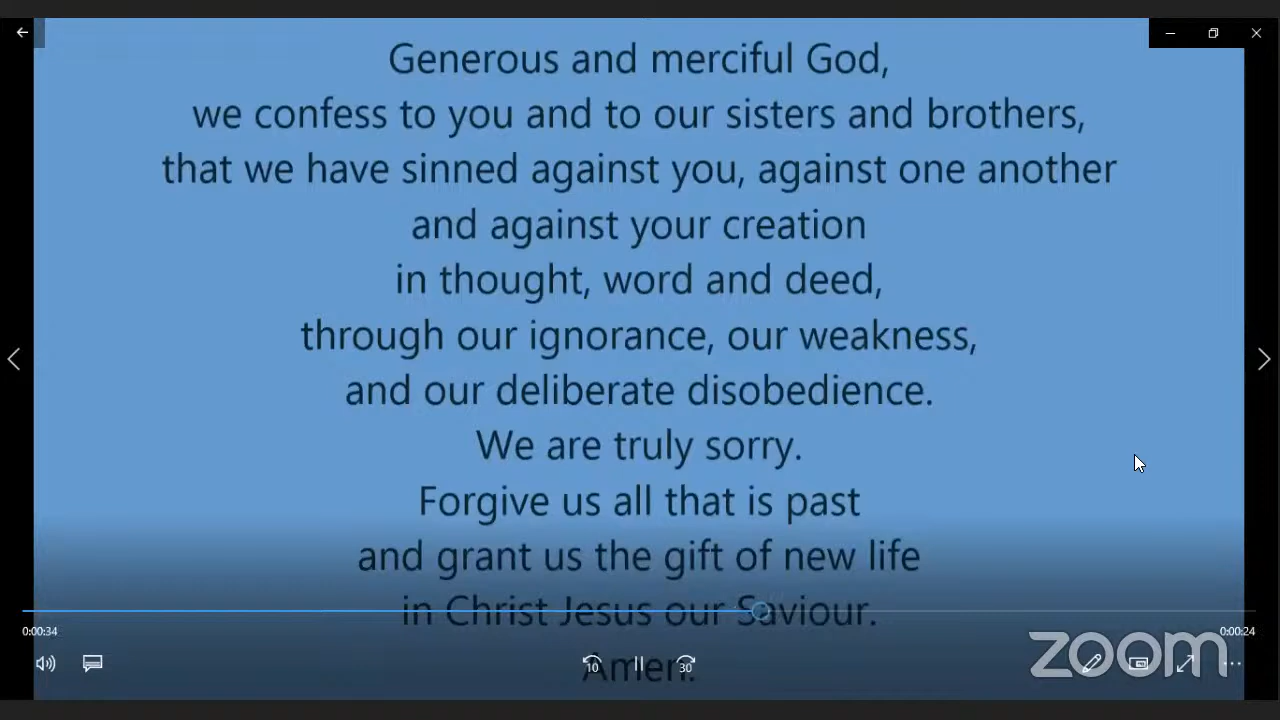 Generous and merciful God,
we confess to you and to our sisters and brothers,
that we have sinned against you, against one another
and against your creation
in thought, word and deed,
through our ignorance, our weakness,
and our deliberate disobedience.
We are truly sorry.
Forgive us all that is past
and grant us the gift of new life
in Christ Jesus our Saviour.
0:00:34
0:00:24
Amen.
10
30
zoom